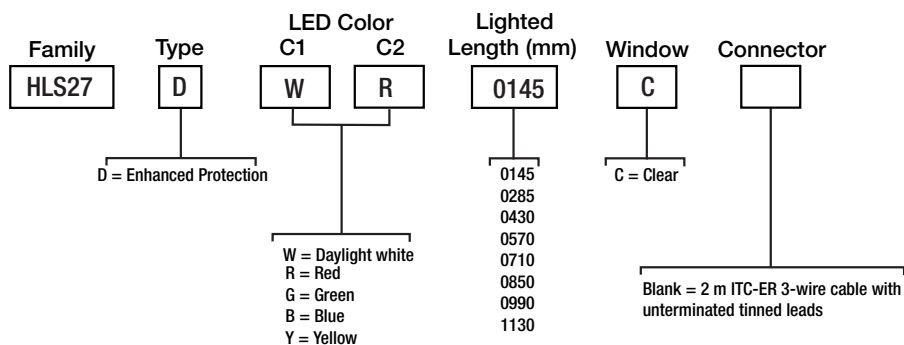 LED Color
Lighted
Family
Type
C1
C2
Length (mm)
Window
Connector
HLS27
D
W
R
0145
C
D = Enhanced Protection
W = Daylight white
R = Red
G = Green
B = Blue
Y = Yellow
0145
0285
0430
0570
0710
0850
0990
1130
C = Clear
Blank = 2 m ITC-ER 3-wire cable with
unterminated tinned leads